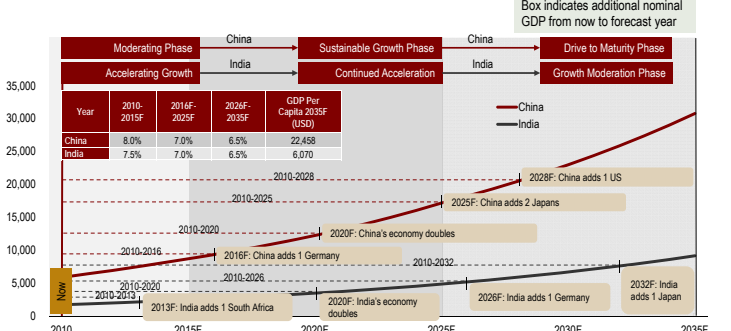 Box indicates additional nominal
GDP from now to forecast year
China
China
Moderating Phase
Sustainable Growth Phase
Drive to Maturity Phase
India
India
Accelerating Growth
Continued Acceleration
Growth Moderation Phase
35,000
30,000
25,000
20,000
15,000
10,000
5,000
0
Year 2010-2015F 2016F-2025F 2026F-2035F GDP Per Capita 2035F (USD)
China 8.0% 7.0% 6.5% 22,458
India 7.5% 7.0% 6.5% 6,070
China
India
2010-2028
2028F: China adds 1 US
2010-2025
2025F: China adds 2 Japans
2010-2020
2020F: China's economy doubles
2010-2016
2016F: China adds 1 Germany
2010-2032
2032F: India
adds 1 Japan
2010-2026
2026F: India adds 1 Germany
2010-2020
2020F: India's economy
doubles
2010-2013
2013F: India adds 1 South Africa
Now
2010 2015F 2020F 2025F 2030F 2035F